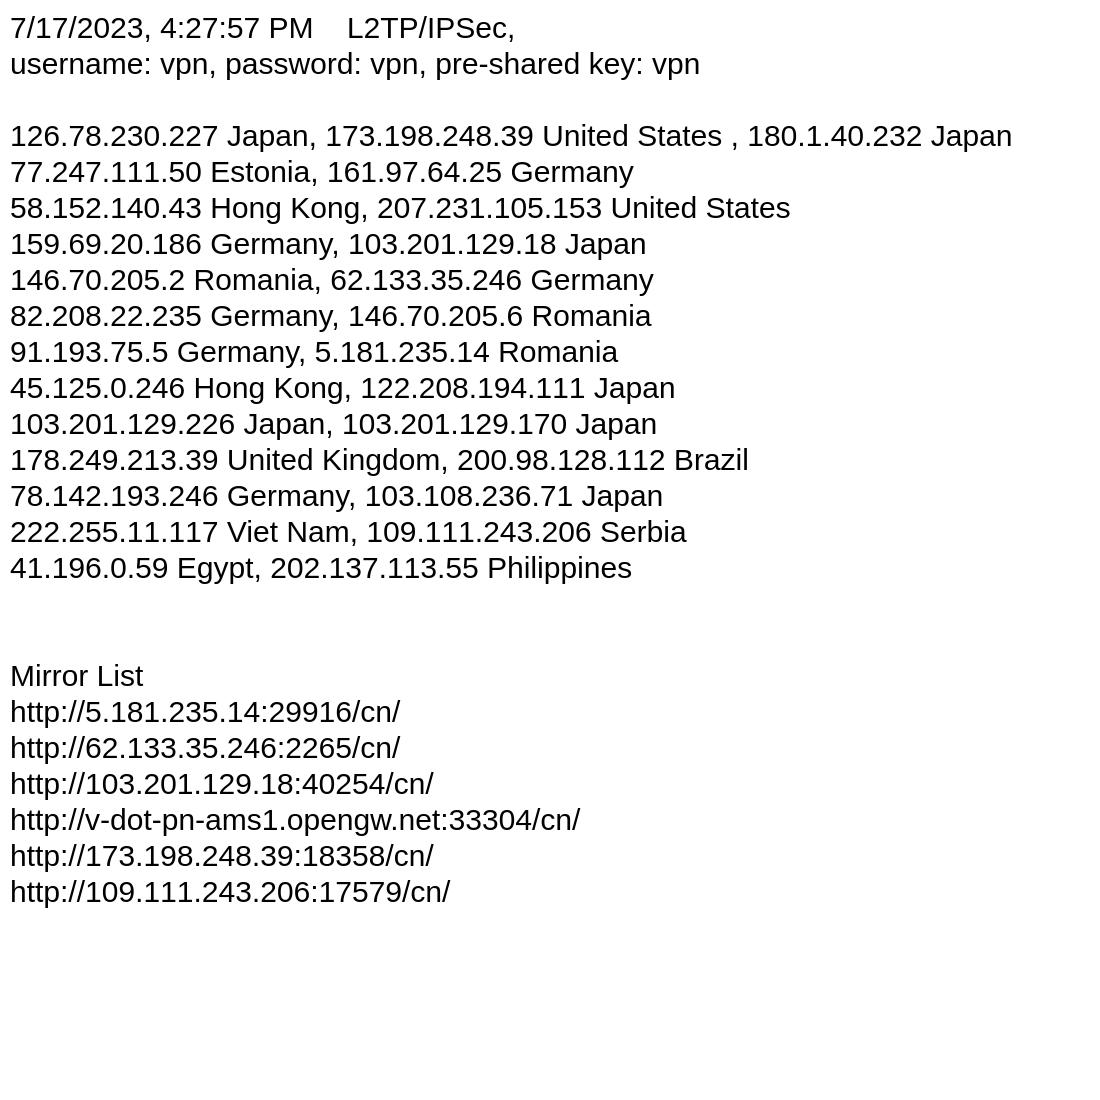 7/17/2023, 4:27:57 PM    L2TP/IPSec,
username: vpn, password: vpn, pre-shared key: vpn
126.78.230.227 Japan, 173.198.248.39 United States , 180.1.40.232 Japan
77.247.111.50 Estonia, 161.97.64.25 Germany
58.152.140.43 Hong Kong, 207.231.105.153 United States
159.69.20.186 Germany, 103.201.129.18 Japan
146.70.205.2 Romania, 62.133.35.246 Germany
82.208.22.235 Germany, 146.70.205.6 Romania
91.193.75.5 Germany, 5.181.235.14 Romania
45.125.0.246 Hong Kong, 122.208.194.111 Japan
103.201.129.226 Japan, 103.201.129.170 Japan
178.249.213.39 United Kingdom, 200.98.128.112 Brazil
78.142.193.246 Germany, 103.108.236.71 Japan
222.255.11.117 Viet Nam, 109.111.243.206 Serbia
41.196.0.59 Egypt, 202.137.113.55 Philippines
Mirror List
http://5.181.235.14:29916/cn/
http://62.133.35.246:2265/cn/
http://103.201.129.18:40254/cn/
http://v-dot-pn-ams1.opengw.net:33304/cn/
http://173.198.248.39:18358/cn/
http://109.111.243.206:17579/cn/